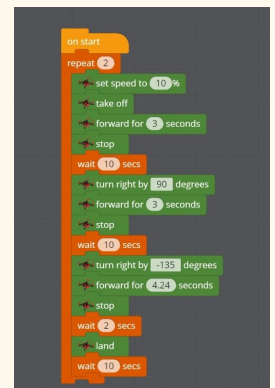 on start
repeat 2
set speed to 10 %
take off
forward for 3 seconds
stop
wait 10 secs
turn right by 90 degrees
forward for 3 seconds
stop
wait 10 secs
turn right by -135 degrees
forward for 4.24 seconds
stop
wait 2 secs
land
wait 10 secs